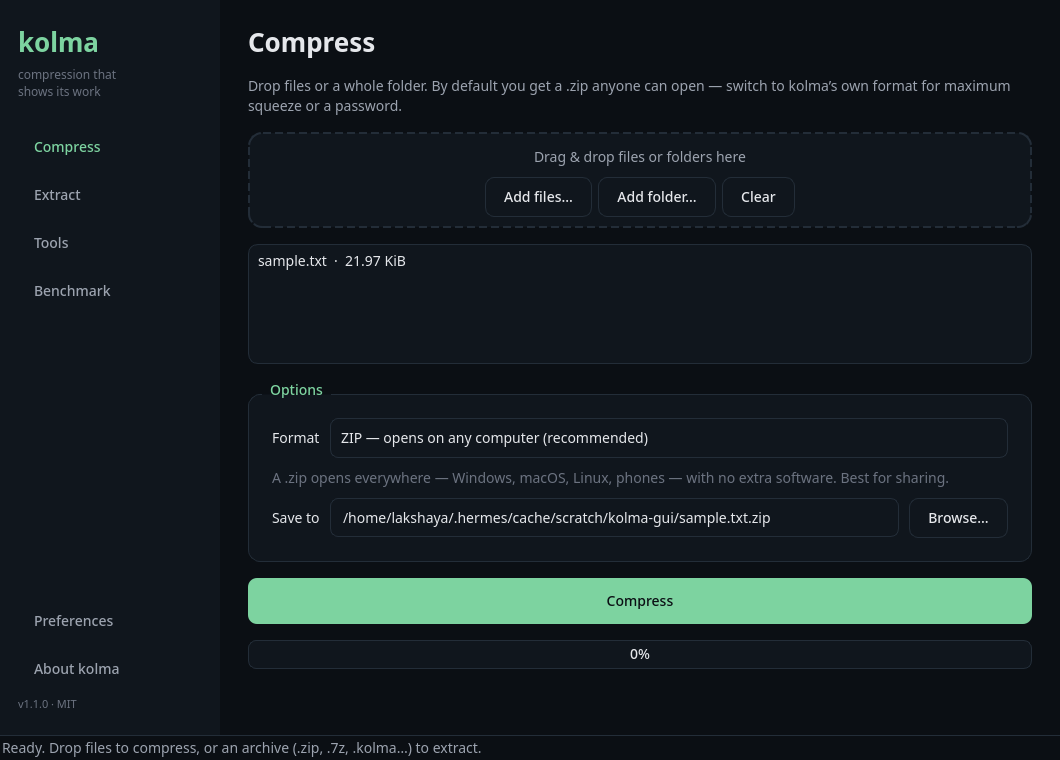 kolma
compression that
shows its work
Compress
Extract
Tools
Benchmark
Preferences
About kolma
v1.1.0 · MIT
Compress
Drop files or a whole folder. By default you get a .zip anyone can open — switch to kolma’s own format for maximum
squeeze or a password.
Drag & drop files or folders here
Add files... Add folder... Clear
sample.txt · 21.97 KiB
Options
Format ZIP — opens on any computer (recommended)
A .zip opens everywhere — Windows, macOS, Linux, phones — with no extra software. Best for sharing.
Save to /home/lakshaya/.hermes/cache/scratch/kolma-gui/sample.txt.zip Browse...
Compress
0%
Ready. Drop files to compress, or an archive (.zip, .7z, .kolma...) to extract.